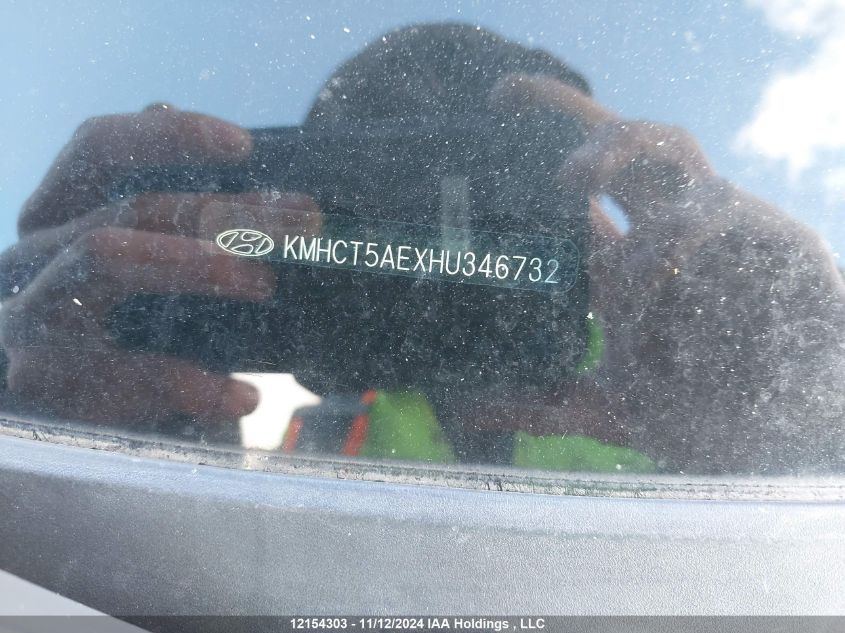 KMHCT5AEXHU346732
12154303 - 11/12/2024 IAA Holdings , LLC